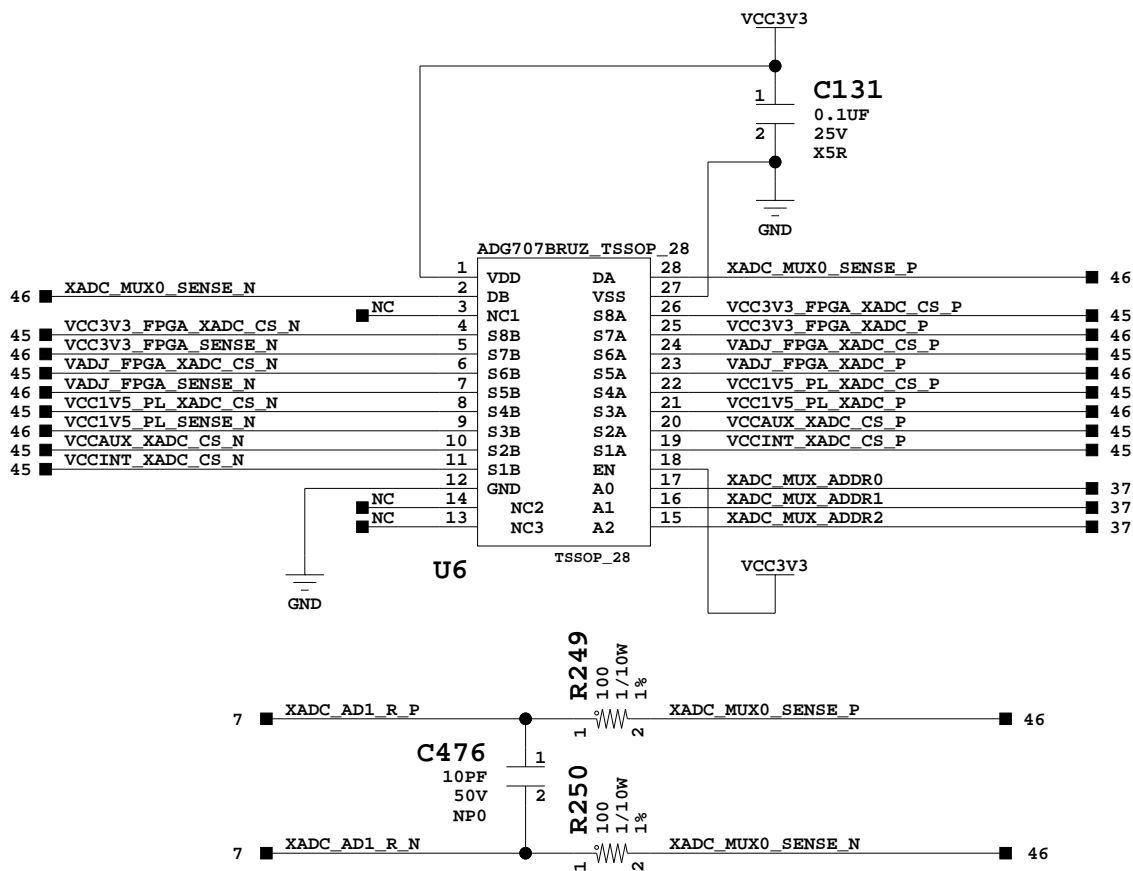 VCC3V3
C131
1
0.1UF
2
25V
X5R
GND
ADG707BRUZ_TSSOP_28
1 VDD DA 28 XADC_MUX0_SENSE_P 46
46 XADC_MUX0_SENSE_N 2 DB VSS 27
NC 3 NC1 S8A 26 VCC3V3_FPGA_XADC_CS_P 45
45 VCC3V3_FPGA_XADC_CS_N 4 S8B S7A 25 VCC3V3_FPGA_XADC_P 46
46 VCC3V3_FPGA_SENSE_N 5 S7B S6A 24 VADJ_FPGA_XADC_CS_P 45
45 VADJ_FPGA_XADC_CS_N 6 S6B S5A 23 VADJ_FPGA_XADC_P 46
46 VADJ_FPGA_SENSE_N 7 S5B S4A 22 VCC1V5_PL_XADC_CS_P 45
45 VCC1V5_PL_XADC_CS_N 8 S4B S3A 21 VCC1V5_PL_XADC_P 46
46 VCC1V5_PL_SENSE_N 9 S3B S2A 20 VCCAUX_XADC_CS_P 45
45 VCCAUX_XADC_CS_N 10 S2B S1A 19 VCCINT_XADC_CS_P 45
45 VCCINT_XADC_CS_N 11 S1B EN 18
12 GND A0 17 XADC_MUX_ADDR0 37
NC 14 NC2 A1 16 XADC_MUX_ADDR1 37
NC 13 NC3 A2 15 XADC_MUX_ADDR2 37
U6 TSSOP_28
VCC3V3
GND
R249
100
1/10W
1%
7 XADC_AD1_R_P 1 2 XADC_MUX0_SENSE_P 46
C476
1
10PF
50V
2
NP0
R250
100
1/10W
1%
7 XADC_AD1_R_N 1 2 XADC_MUX0_SENSE_N 46